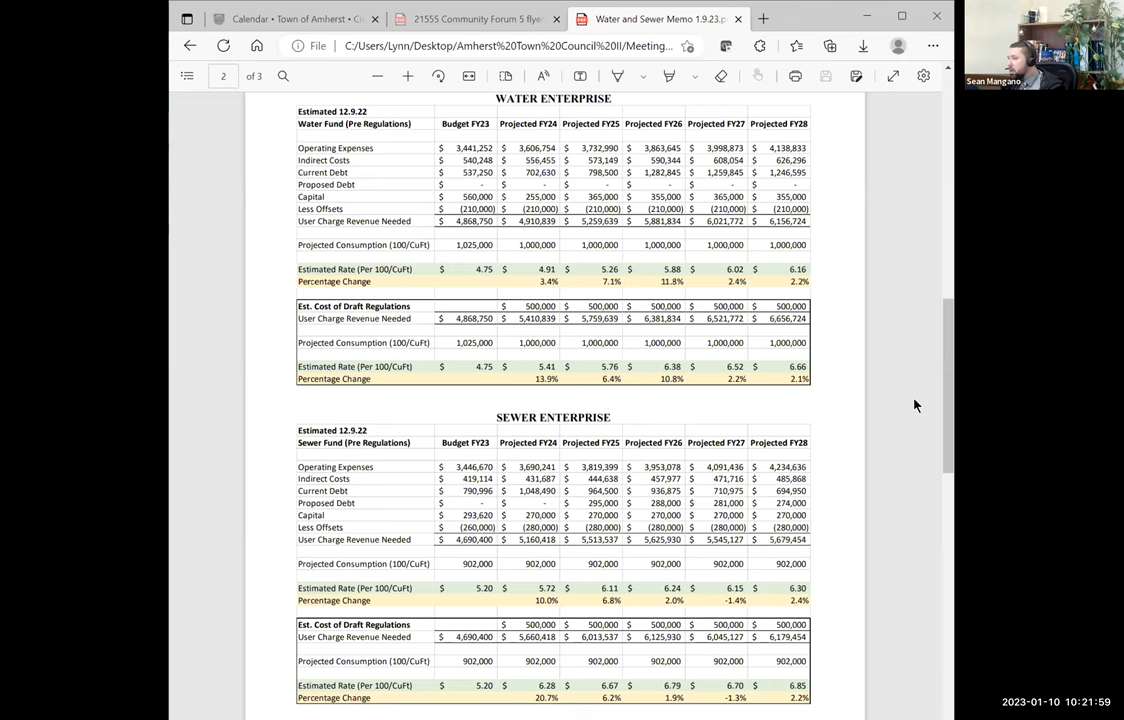 Calendar • Town of Amherst • Ci
21555 Community Forum 5 flyer
Water and Sewer Memo 1.9.23.p
File C:/Users/Lynn/Desktop/Amherst%20Town%20Council%20II/Meeting...
2 of 3
Sean Mangano
WATER ENTERPRISE
Estimated 12.9.22
Water Fund (Pre Regulations) Budget FY23 Projected FY24 Projected FY25 Projected FY26 Projected FY27 Projected FY28
Operating Expenses $ 3,441,252 $ 3,606,754 $ 3,732,990 $ 3,863,645 $ 3,998,873 $ 4,138,833
Indirect Costs $ 540,248 $ 556,455 $ 573,149 $ 590,344 $ 608,054 $ 626,296
Current Debt $ 537,250 $ 702,630 $ 798,500 $ 1,282,845 $ 1,259,845 $ 1,246,595
Proposed Debt $ - $ - $ - $ - $ - $ -
Capital $ 560,000 $ 255,000 $ 365,000 $ 355,000 $ 365,000 $ 355,000
Less Offsets $ (210,000) $ (210,000) $ (210,000) $ (210,000) $ (210,000) $ (210,000)
User Charge Revenue Needed $ 4,868,750 $ 4,910,839 $ 5,259,639 $ 5,881,834 $ 6,021,772 $ 6,156,724
Projected Consumption (100/CuFt) 1,025,000 1,000,000 1,000,000 1,000,000 1,000,000 1,000,000
Estimated Rate (Per 100/CuFt) $ 4.75 $ 4.91 $ 5.26 $ 5.88 $ 6.02 $ 6.16
Percentage Change 3.4% 7.1% 11.8% 2.4% 2.2%
Est. Cost of Draft Regulations $ 500,000 $ 500,000 $ 500,000 $ 500,000 $ 500,000
User Charge Revenue Needed $ 4,868,750 $ 5,410,839 $ 5,759,639 $ 6,381,834 $ 6,521,772 $ 6,656,724
Projected Consumption (100/CuFt) 1,025,000 1,000,000 1,000,000 1,000,000 1,000,000 1,000,000
Estimated Rate (Per 100/CuFt) $ 4.75 $ 5.41 $ 5.76 $ 6.38 $ 6.52 $ 6.66
Percentage Change 13.9% 6.4% 10.8% 2.2% 2.1%
SEWER ENTERPRISE
Estimated 12.9.22
Sewer Fund (Pre Regulations) Budget FY23 Projected FY24 Projected FY25 Projected FY26 Projected FY27 Projected FY28
Operating Expenses $ 3,446,670 $ 3,690,241 $ 3,819,399 $ 3,953,078 $ 4,091,436 $ 4,234,636
Indirect Costs $ 419,114 $ 431,687 $ 444,638 $ 457,977 $ 471,716 $ 485,868
Current Debt $ 790,996 $ 1,048,490 $ 964,500 $ 936,875 $ 710,975 $ 694,950
Proposed Debt $ - $ - $ 295,000 $ 288,000 $ 281,000 $ 274,000
Capital $ 293,620 $ 270,000 $ 270,000 $ 270,000 $ 270,000 $ 270,000
Less Offsets $ (260,000) $ (280,000) $ (280,000) $ (280,000) $ (280,000) $ (280,000)
User Charge Revenue Needed $ 4,690,400 $ 5,160,418 $ 5,513,537 $ 5,625,930 $ 5,545,127 $ 5,679,454
Projected Consumption (100/CuFt) 902,000 902,000 902,000 902,000 902,000 902,000
Estimated Rate (Per 100/CuFt) $ 5.20 $ 5.72 $ 6.11 $ 6.24 $ 6.15 $ 6.30
Percentage Change 10.0% 6.8% 2.0% -1.4% 2.4%
Est. Cost of Draft Regulations $ 500,000 $ 500,000 $ 500,000 $ 500,000 $ 500,000
User Charge Revenue Needed $ 4,690,400 $ 5,660,418 $ 6,013,537 $ 6,125,930 $ 6,045,127 $ 6,179,454
Projected Consumption (100/CuFt) 902,000 902,000 902,000 902,000 902,000 902,000
Estimated Rate (Per 100/CuFt) $ 5.20 $ 6.28 $ 6.67 $ 6.79 $ 6.70 $ 6.85
Percentage Change 20.7% 6.2% 1.9% -1.3% 2.2%
2023-01-10 10:21:59